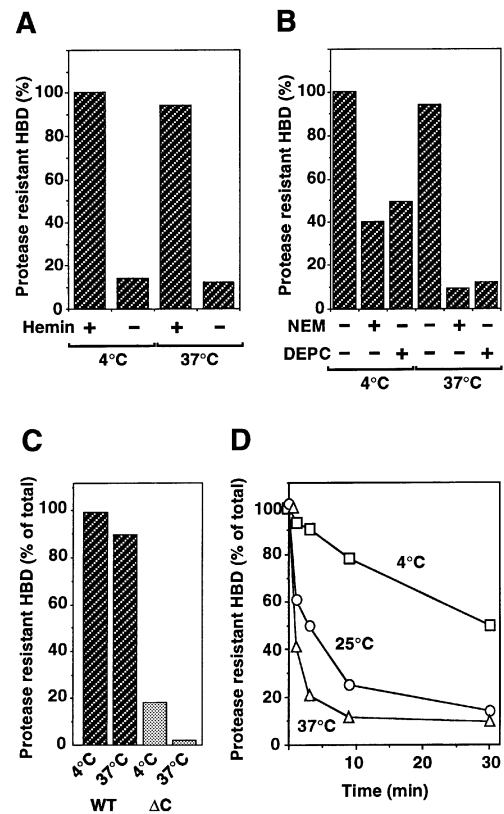 A
Protease resistant HBD (%)
100
80
60
40
20
0
Hemin + − + −
4°C 37°C
B
Protease resistant HBD (%)
100
80
60
40
20
0
NEM − + − − + −
DEPC − − + − − +
4°C 37°C
C
Protease resistant HBD (% of total)
100
80
60
40
20
0
4°C 37°C 4°C 37°C
WT ΔC
D
Protease resistant HBD (% of total)
100
80
60
40
20
0
4°C
25°C
37°C
10 20 30
Time (min)